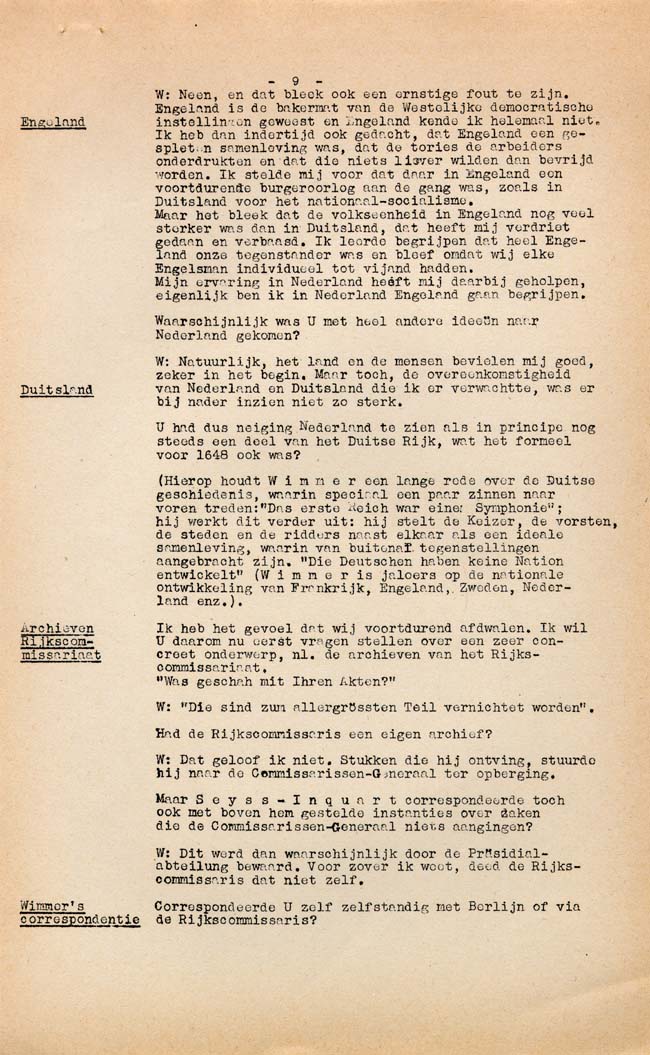 - 9 -
W: Neen, en dat bleek ook een ernstige fout te zijn.
Engeland is de bakermat van de Westelijke democratische
Engeland
instellingen geweest en Engeland kende ik helemaal niet.
Ik heb dan indertijd ook gedacht, dat Engeland een ge-
spleten samenleving was, dat de tories de arbeiders
onderdrukten en dat die niets liever wilden dan bevrijd
worden. Ik stelde mij voor dat daar in Engeland een
voortdurende burgeroorlog aan de gang was, zoals in
Duitsland voor het nationaal-socialisme.
Maar het bleek dat de volkseenheid in Engeland nog veel
sterker was dan in Duitsland, dat heeft mij verdriet
gedaan en verbaasd. Ik leerde begrijpen dat heel Enge-
land onze tegenstander was en bleef omdat wij elke
Engelsman individueel tot vijand hadden.
Mijn ervaring in Nederland heeft mij daarbij geholpen,
eigenlijk ben ik in Nederland Engeland gaan begrijpen.
Waarschijnlijk was U met heel andere ideeën naar
Nederland gekomen?
W: Natuurlijk, het land en de mensen bevielen mij goed,
zeker in het begin. Maar toch, de overeenkomstigheid
Duitsland
van Nederland en Duitsland die ik er verwachtte, was er
bij nader inzien niet zo sterk.
U had dus neiging Nederland te zien als in principe nog
steeds een deel van het Duitse Rijk, wat het formeel
voor 1648 ook was?
(Hierop houdt W i m m e r een lange rede over de Duitse
geschiedenis, waarin speciaal een paar zinnen naar
voren treden:"Das erste Reich war eine Symphonie";
hij werkt dit verder uit: hij stelt de Keizer, de vorsten,
de steden en de ridders naast elkaar als een ideale
samenleving, waarin van buitenaf tegenstellingen
aangebracht zijn. "Die Deutschen haben keine Nation
entwickelt" (W i m m e r is jaloers op de nationale
ontwikkeling van Frankrijk, Engeland, Zweden, Neder-
land enz.).
Archieven
Rijkscom-
missariaat
Ik heb het gevoel dat wij voortdurend afdwalen. Ik wil
U daarom nu eerst vragen stellen over een zeer con-
creet onderwerp, nl. de archieven van het Rijks-
commissariaat.
"Was geschah mit Ihren Akten?"
W: "Die sind zum allergrössten Teil vernichtet worden".
Had de Rijkscommissaris een eigen archief?
W: Dat geloof ik niet. Stukken die hij ontving, stuurde
hij naar de Commissarissen-Generaal ter opberging.
Maar S e y s s - I n q u a r t correspondeerde toch
ook met boven hem gestelde instanties over zaken
die de Commissarissen-Generaal niets aangingen?
W: Dit werd dan waarschijnlijk door de Präsidial-
abteilung bewaard. Voor zover ik weet, deed de Rijks-
commissaris dat niet zelf.
Wimmer's
correspondentie
Correspondeerde U zelf zelfstandig met Berlijn of via
de Rijkscommissaris?